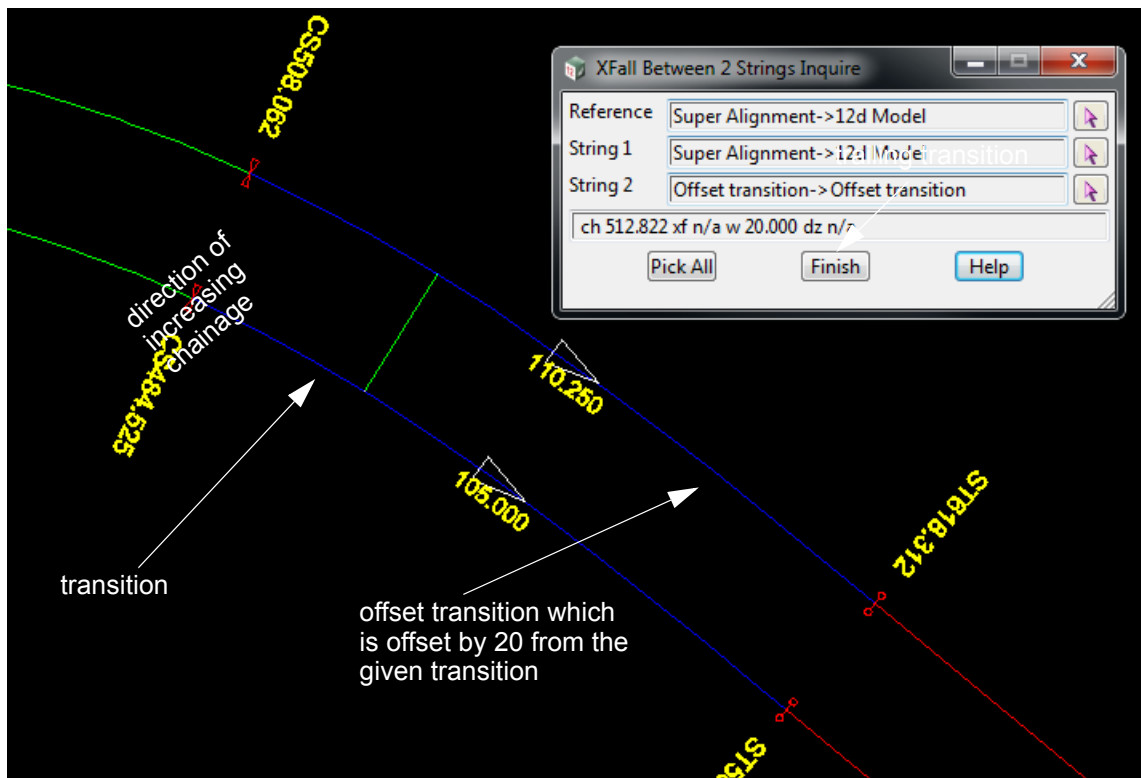 CS508.062
XFall Between 2 Strings Inquire
Reference
Super Alignment->12d Model
String 1
Super Alignment->12d Model
transition
String 2
Offset transition->Offset transition
ch 512.822 xf n/a w 20.000 dz n/a
Pick All
Finish
Help
direction of
increasing
chainage
CS484.525
110.250
105.000
ST618.312
transition
offset transition which
is offset by 20 from the
given transition